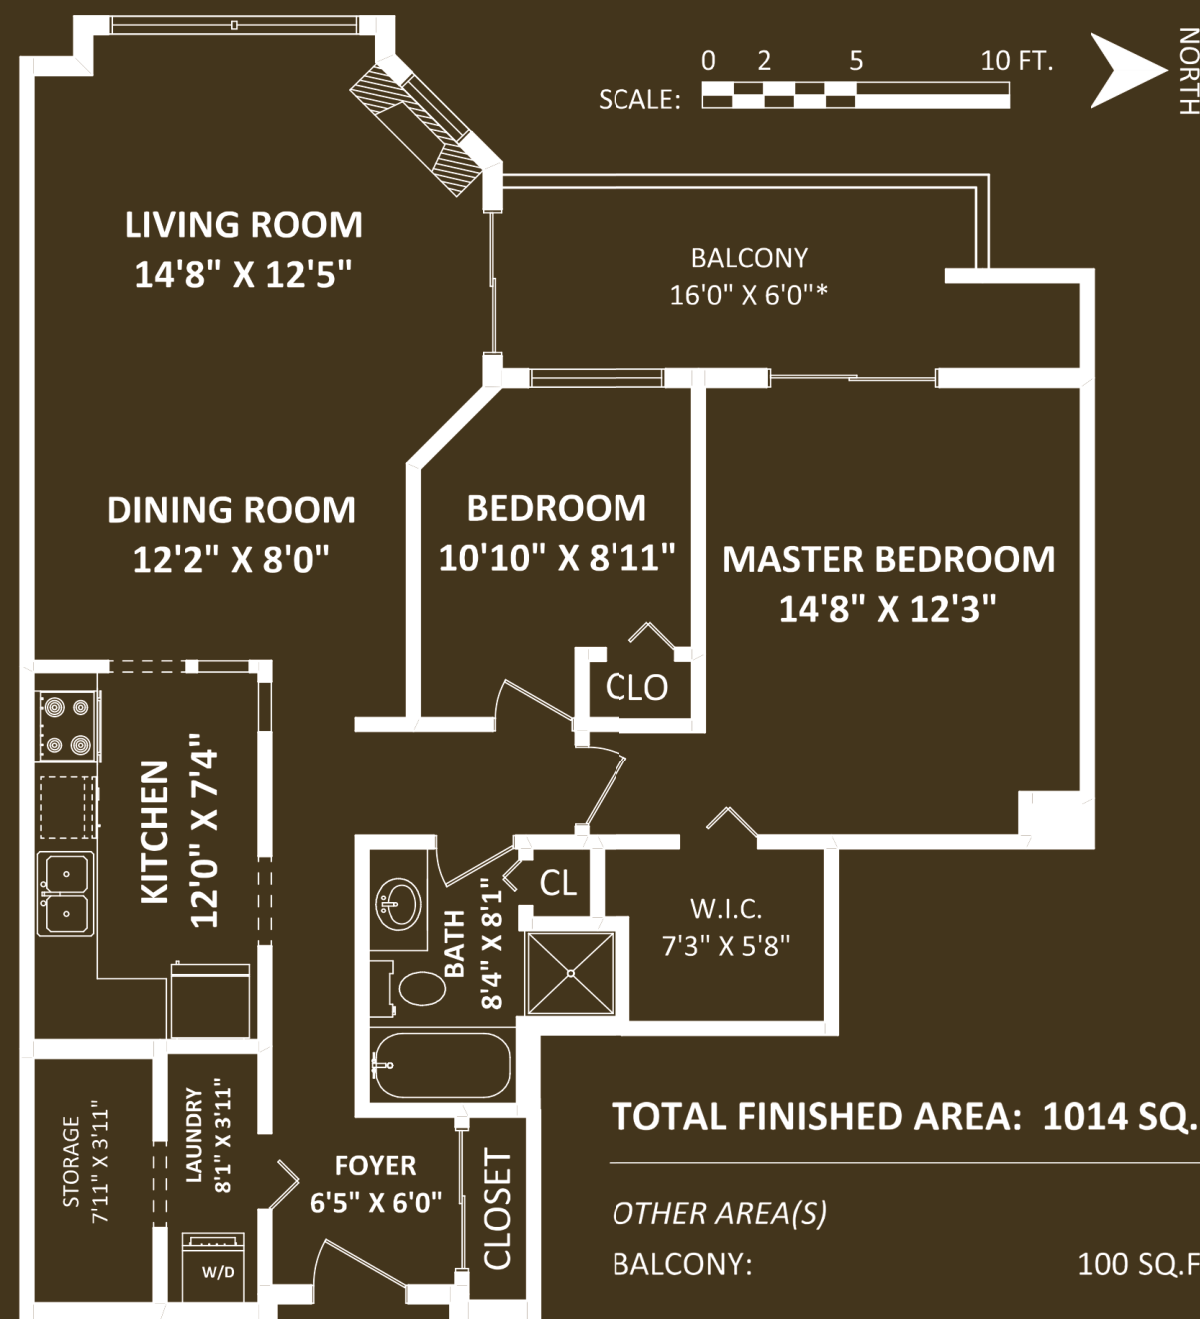 0 2 5 10 FT.
SCALE:
NORTH
LIVING ROOM
14'8" X 12'5"
BALCONY
16'0" X 6'0"*
DINING ROOM
12'2" X 8'0"
BEDROOM
10'10" X 8'11"
MASTER BEDROOM
14'8" X 12'3"
CLO
KITCHEN
12'0" X 7'4"
BATH
8'4" X 8'1"
CL
W.I.C.
7'3" X 5'8"
STORAGE
7'11" X 3'11"
LAUNDRY
8'1" X 3'11"
W/D
FOYER
6'5" X 6'0"
CLOSET
TOTAL FINISHED AREA: 1014 SQ.
OTHER AREA(S)
BALCONY: 100 SQ.F